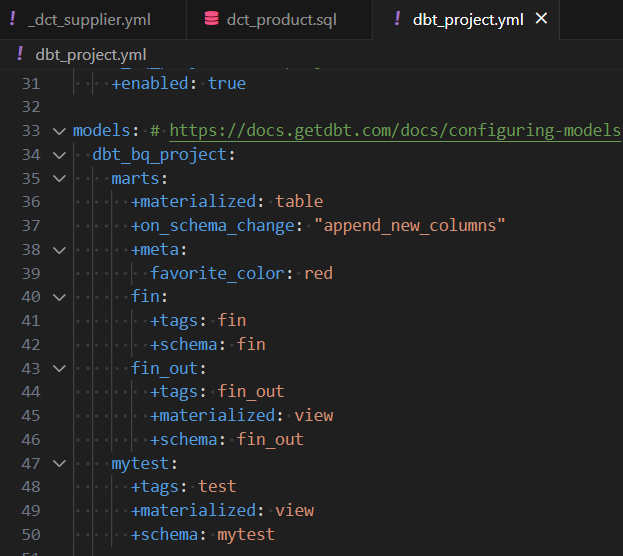 ! _dct_supplier.yml dct_product.sql ! dbt_project.yml ×
! dbt_project.yml
31 +enabled: true
32
33 models: # https://docs.getdbt.com/docs/configuring-models
34 dbt_bq_project:
35 marts:
36 +materialized: table
37 +on_schema_change: "append_new_columns"
38 +meta:
39 favorite_color: red
40 fin:
41 +tags: fin
42 +schema: fin
43 fin_out:
44 +tags: fin_out
45 +materialized: view
46 +schema: fin_out
47 mytest:
48 +tags: test
49 +materialized: view
50 +schema: mytest